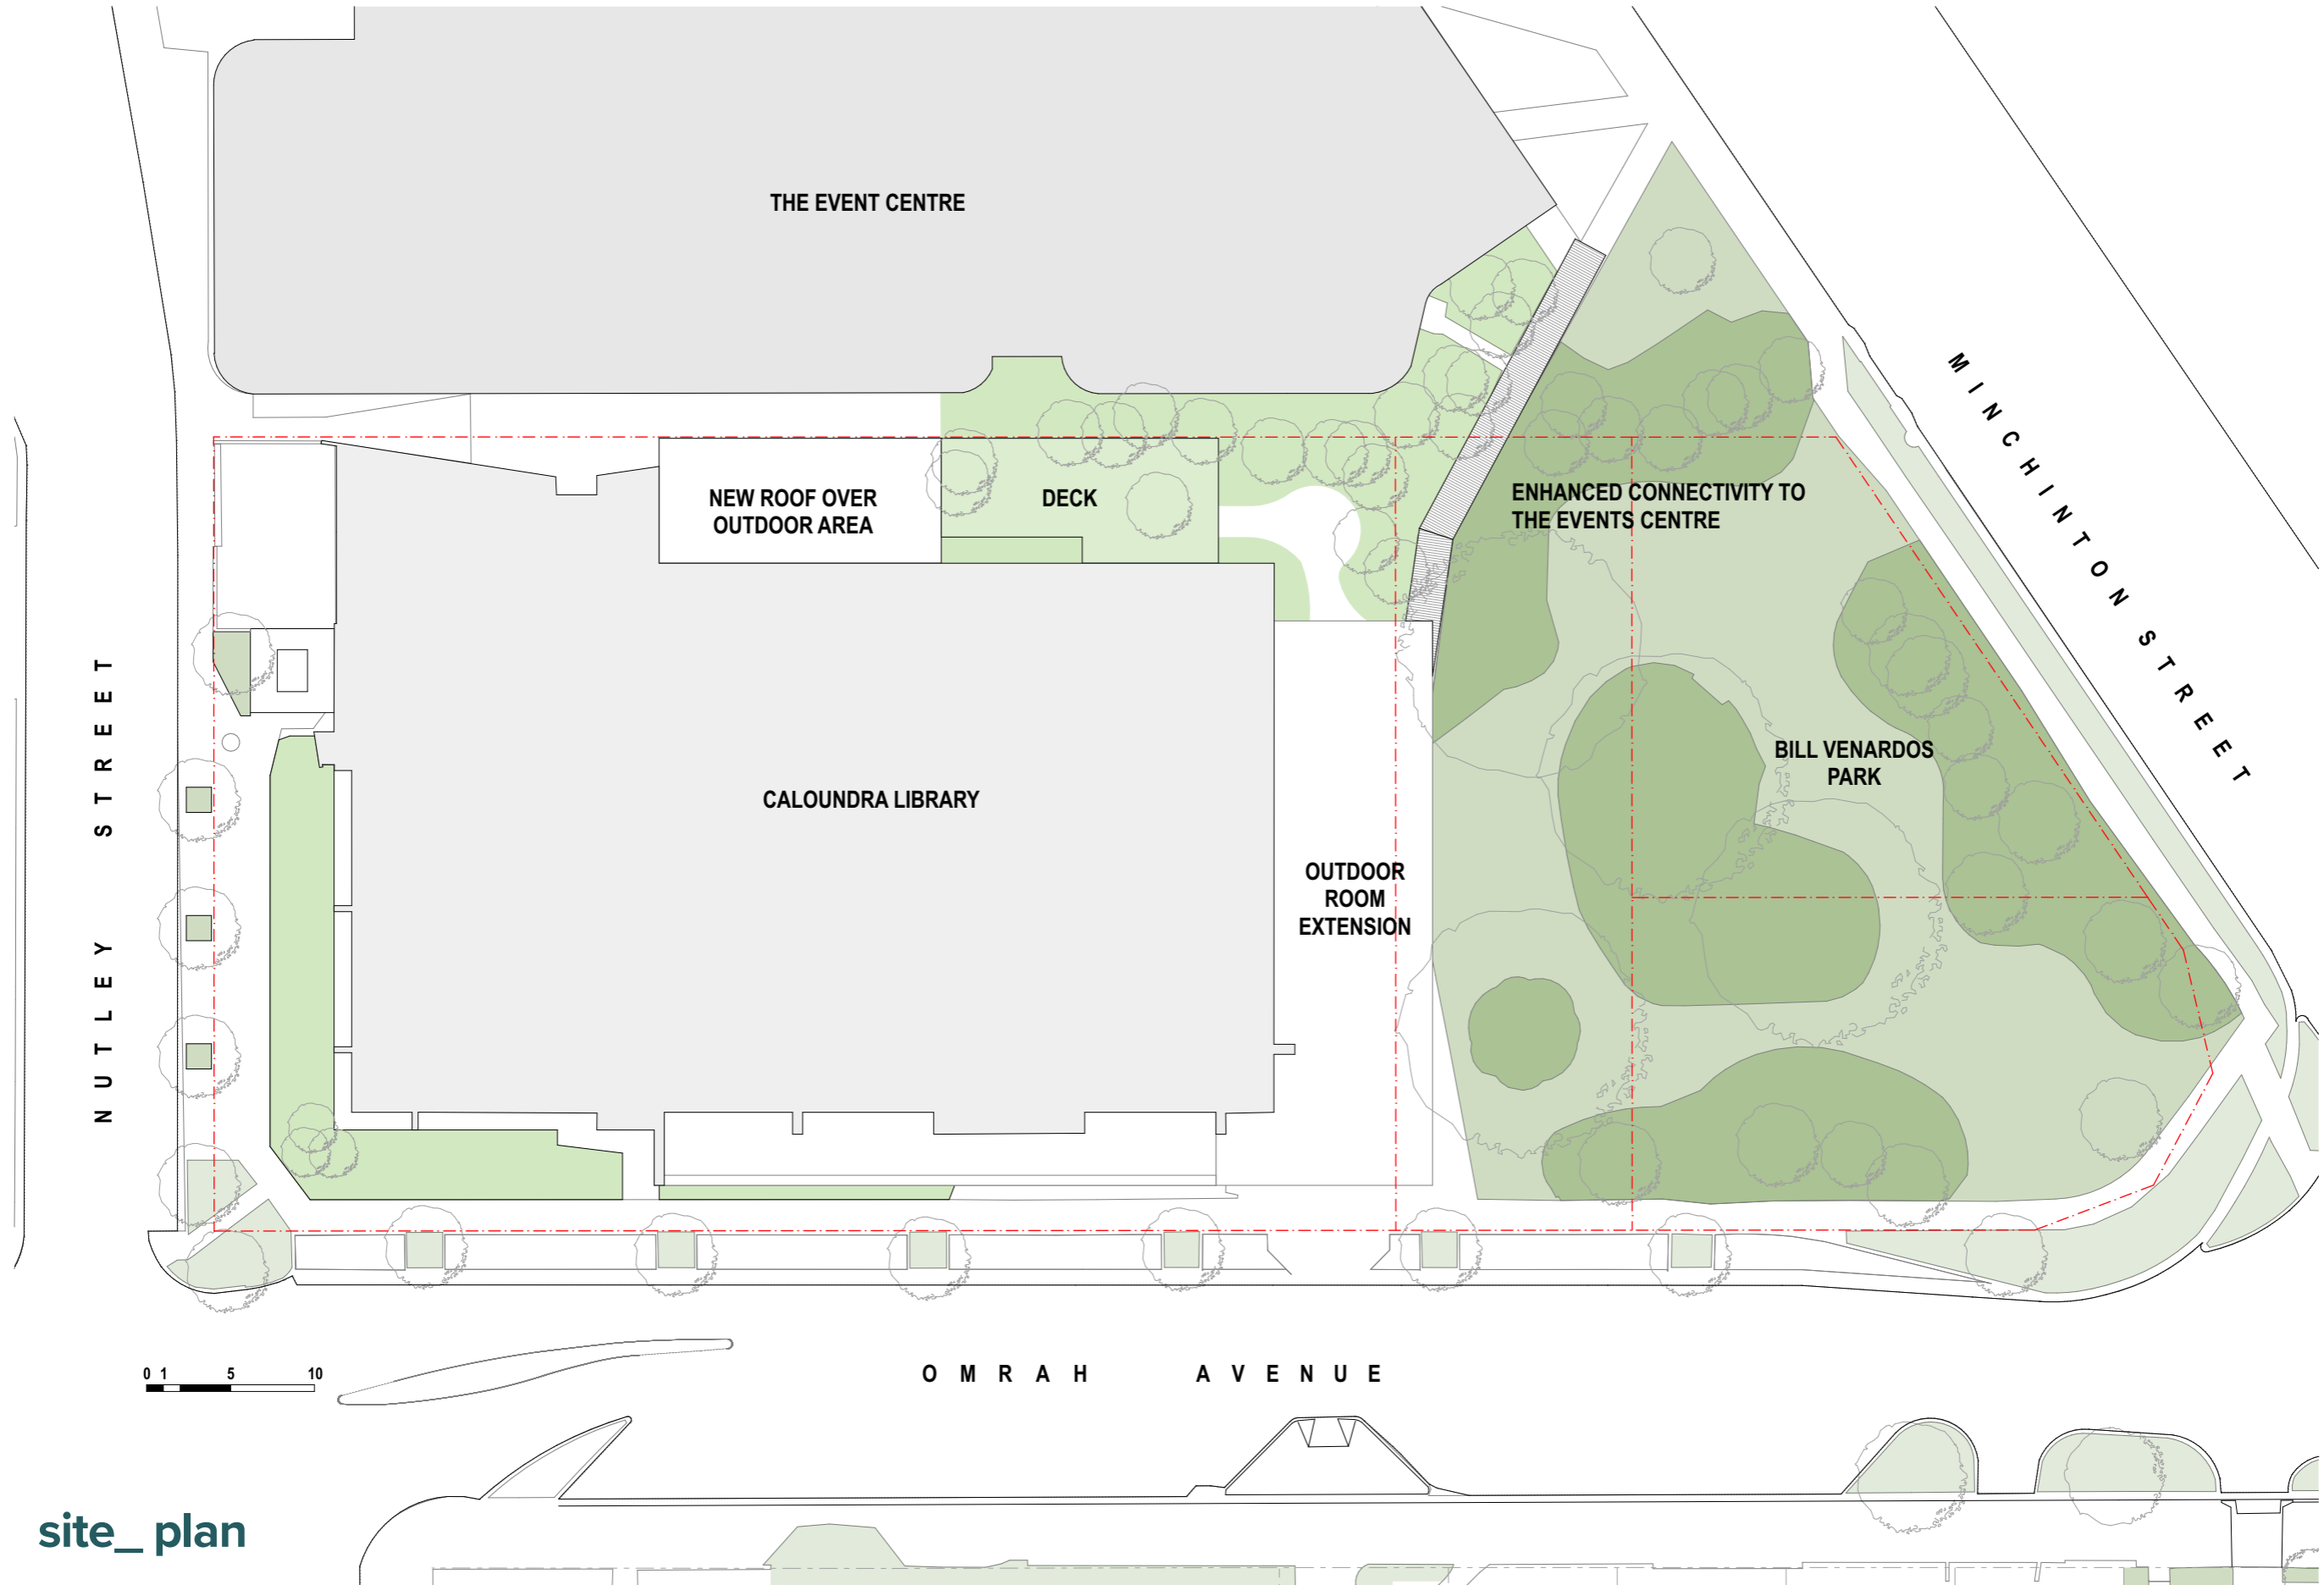 THE EVENT CENTRE
MINCHINTON STREET
NEW ROOF OVER
OUTDOOR AREA
DECK
ENHANCED CONNECTIVITY TO
THE EVENTS CENTRE
NUTLEY STREET
CALOUNDRA LIBRARY
BILL VENARDOS
PARK
OUTDOOR
ROOM
EXTENSION
0 1 5 10
OMRAH AVENUE
site_ plan